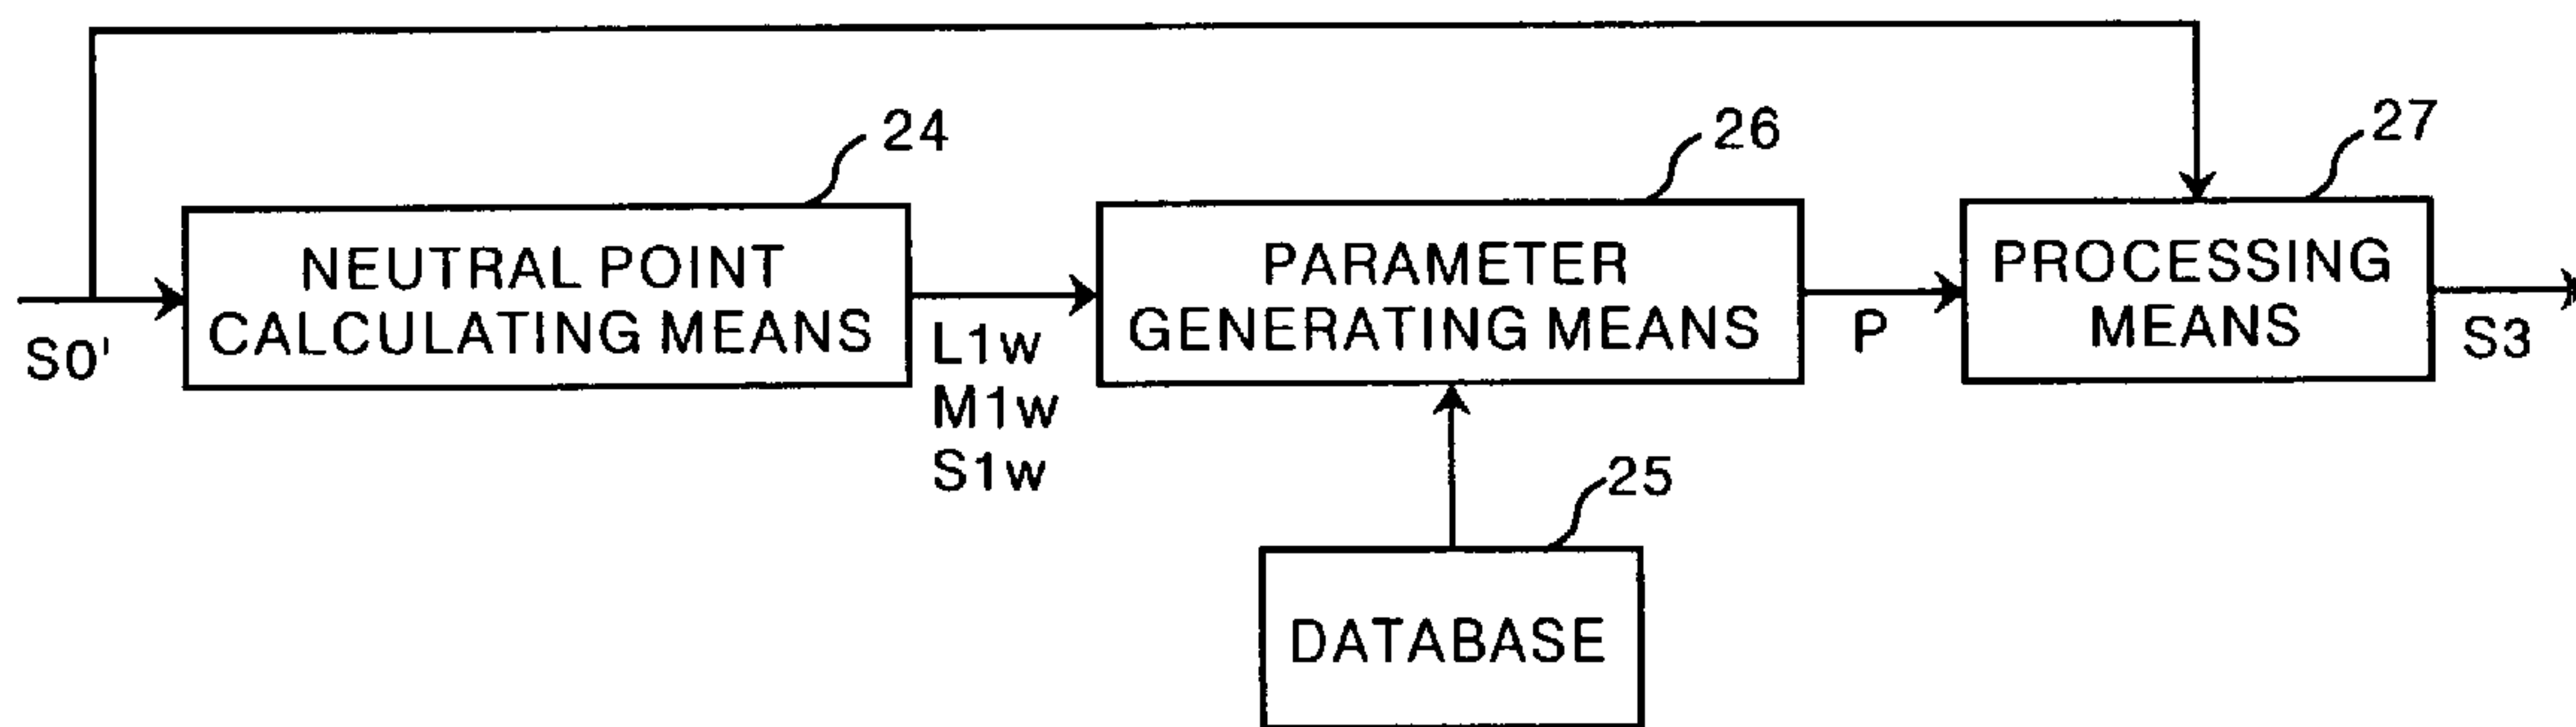 24
26
27
NEUTRAL POINT
CALCULATING MEANS
PARAMETER
GENERATING MEANS
PROCESSING
MEANS
S0'
L1w
M1w
S1w
P
S3
25
DATABASE